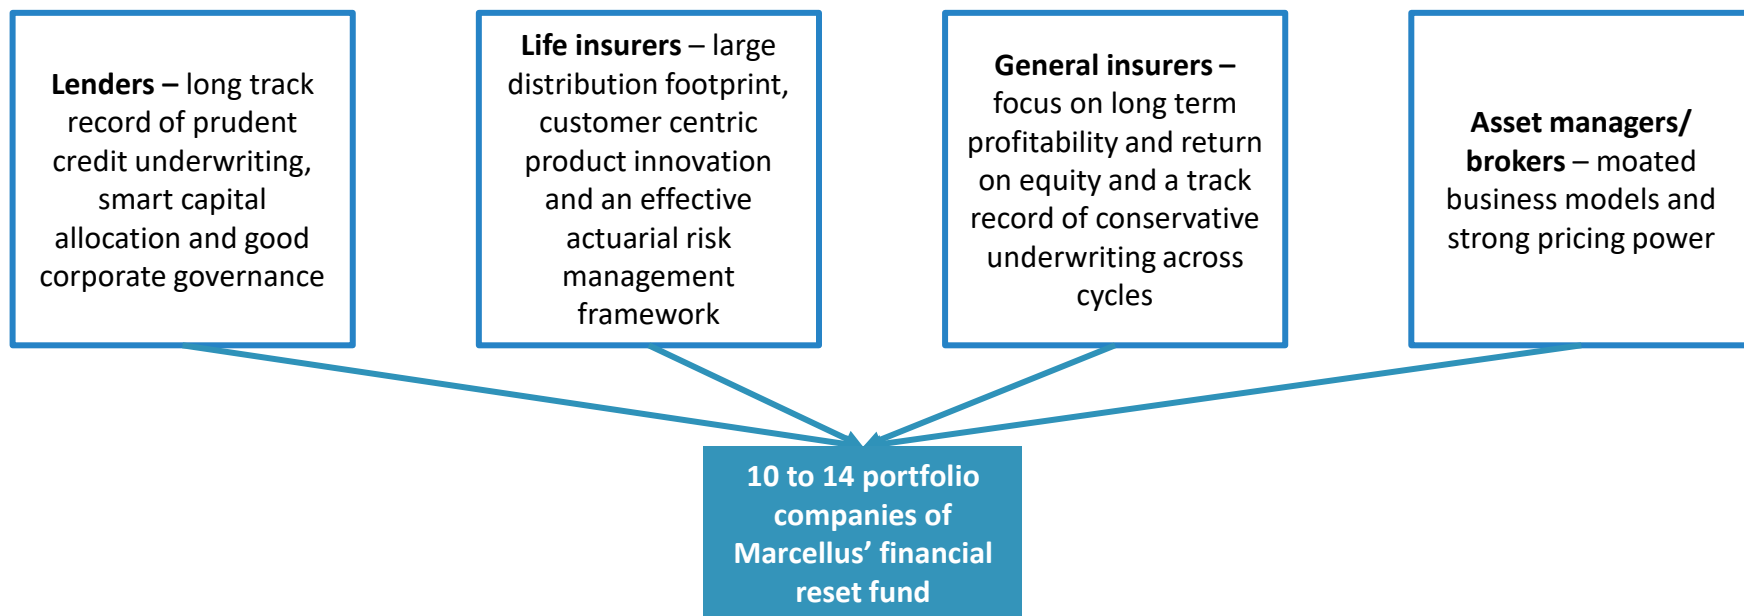 Lenders – long track
record of prudent
credit underwriting,
smart capital
allocation and good
corporate governance
Life insurers – large
distribution footprint,
customer centric
product innovation
and an effective
actuarial risk
management
framework
General insurers –
focus on long term
profitability and return
on equity and a track
record of conservative
underwriting across
cycles
Asset managers/
brokers – moated
business models and
strong pricing power
10 to 14 portfolio
companies of
Marcellus’ financial
reset fund